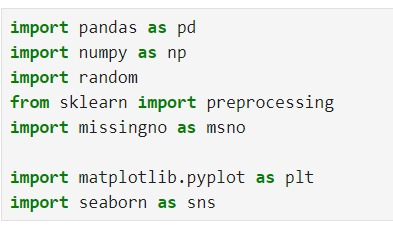 import pandas as pd
import numpy as np
import random
from sklearn import preprocessing
import missingno as msno
import matplotlib.pyplot as plt
import seaborn as sns